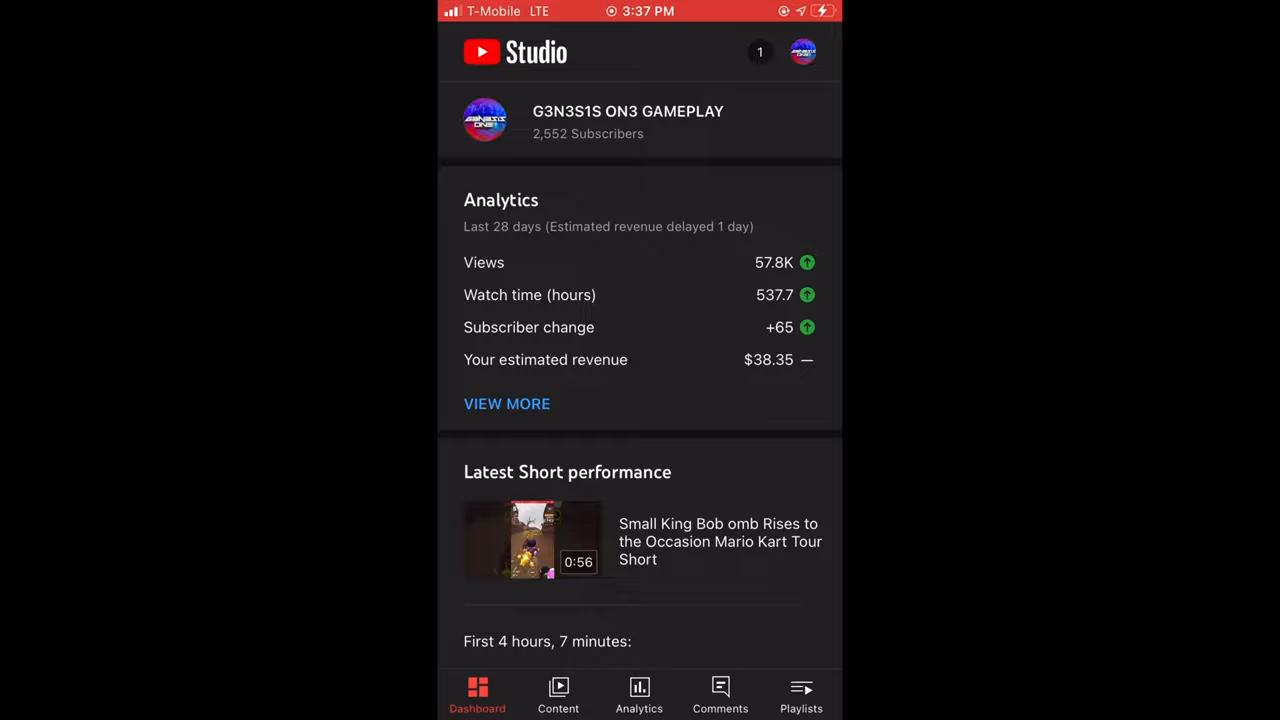 T-Mobile LTE 3:37 PM
Studio
1
G3N3S1S ON3 GAMEPLAY
2,552 Subscribers
Analytics
Last 28 days (Estimated revenue delayed 1 day)
Views 57.8K
Watch time (hours) 537.7
Subscriber change +65
Your estimated revenue $38.35 —
VIEW MORE
Latest Short performance
Small King Bob omb Rises to
the Occasion Mario Kart Tour
Short
0:56
First 4 hours, 7 minutes:
Dashboard Content Analytics Comments Playlists